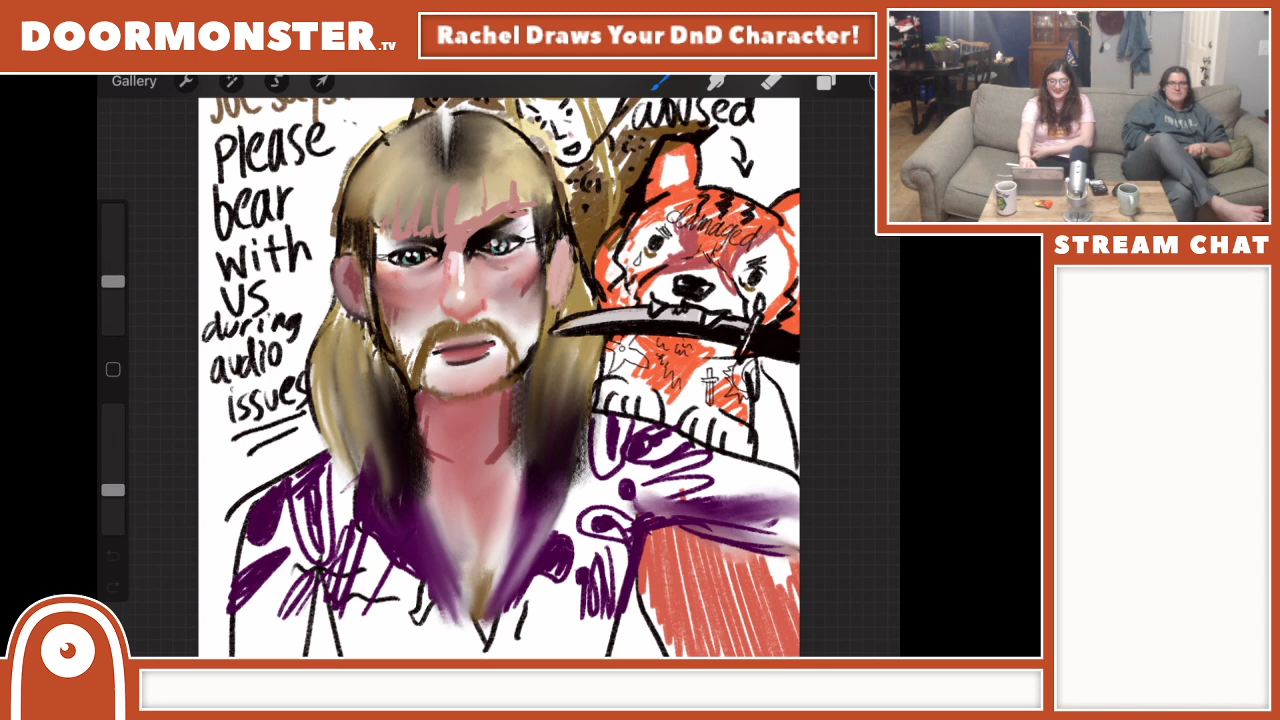 DOORMONSTER.TV
Rachel Draws Your DnD Character!
Gallery
Joe says
please
bear
with
us
during
audio
issues
damaged
STREAM CHAT